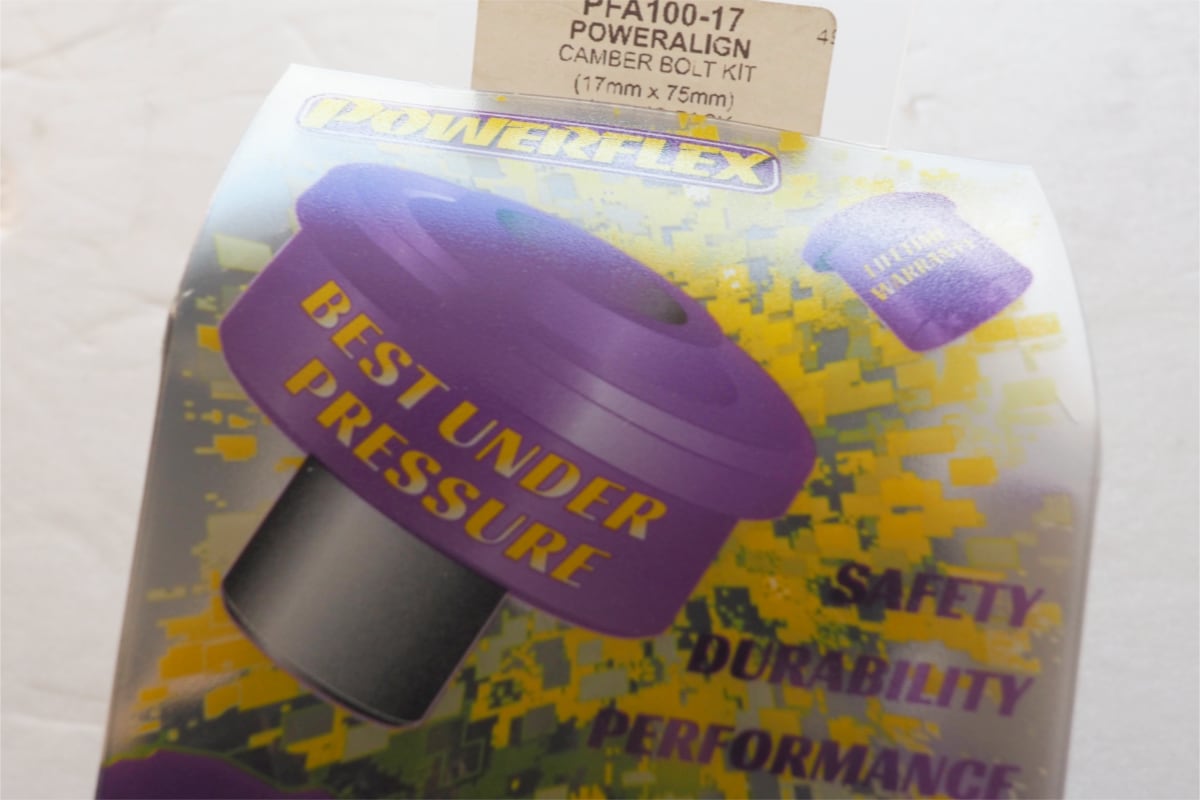 PFA100-17
POWERALIGN
CAMBER BOLT KIT
(17mm x 75mm)
POWERFLEX
LIFETIME
WARRANTY
BEST UNDER
PRESSURE
SAFETY
DURABILITY
PERFORMANCE